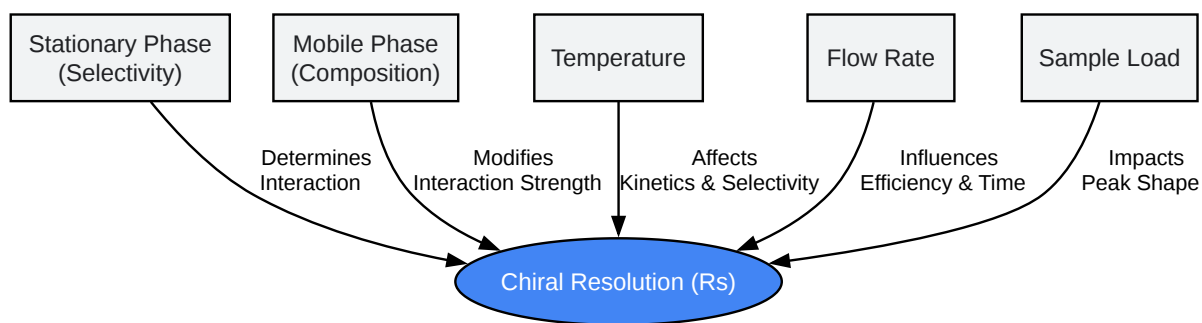 Stationary Phase
(Selectivity)
Mobile Phase
(Composition)
Temperature
Flow Rate
Sample Load
Determines
Interaction
Modifies
Interaction Strength
Affects
Kinetics & Selectivity
Influences
Efficiency & Time
Impacts
Peak Shape
Chiral Resolution (Rs)